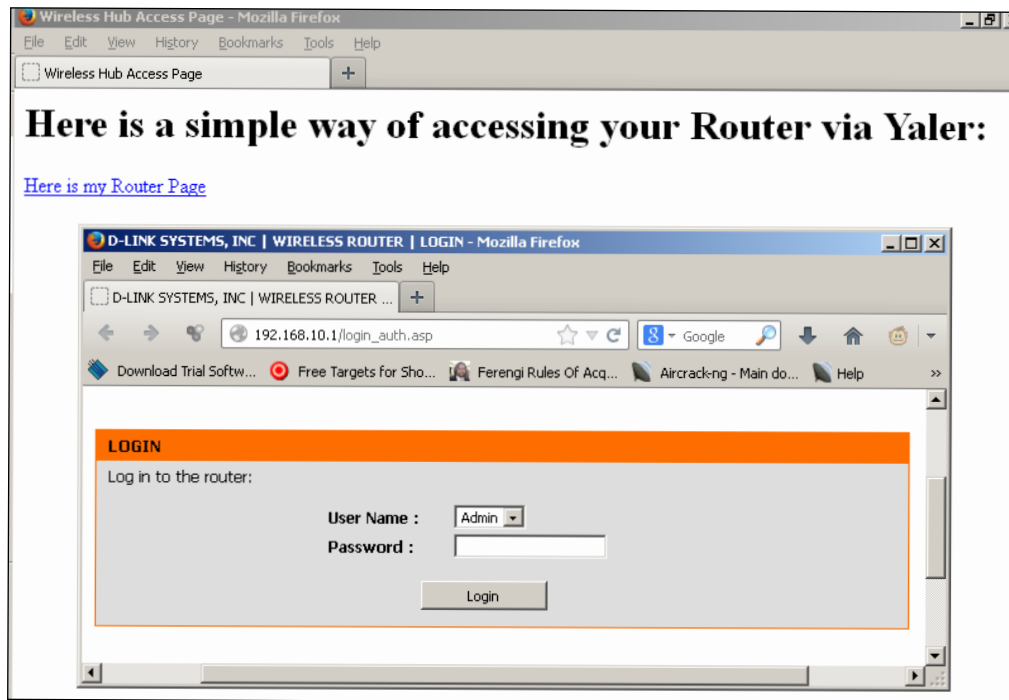 Wireless Hub Access Page - Mozilla Firefox
File Edit View History Bookmarks Tools Help
Wireless Hub Access Page +
Here is a simple way of accessing your Router via Yaler:
Here is my Router Page
D-LINK SYSTEMS, INC | WIRELESS ROUTER | LOGIN - Mozilla Firefox
File Edit View History Bookmarks Tools Help
D-LINK SYSTEMS, INC | WIRELESS ROUTER ... +
192.168.10.1/login_auth.asp 8 Google
Download Trial Softw... Free Targets for Sho... Ferengi Rules Of Acq... Aircrack-ng - Main do... Help »
LOGIN
Log in to the router:
User Name : Admin
Password :
Login